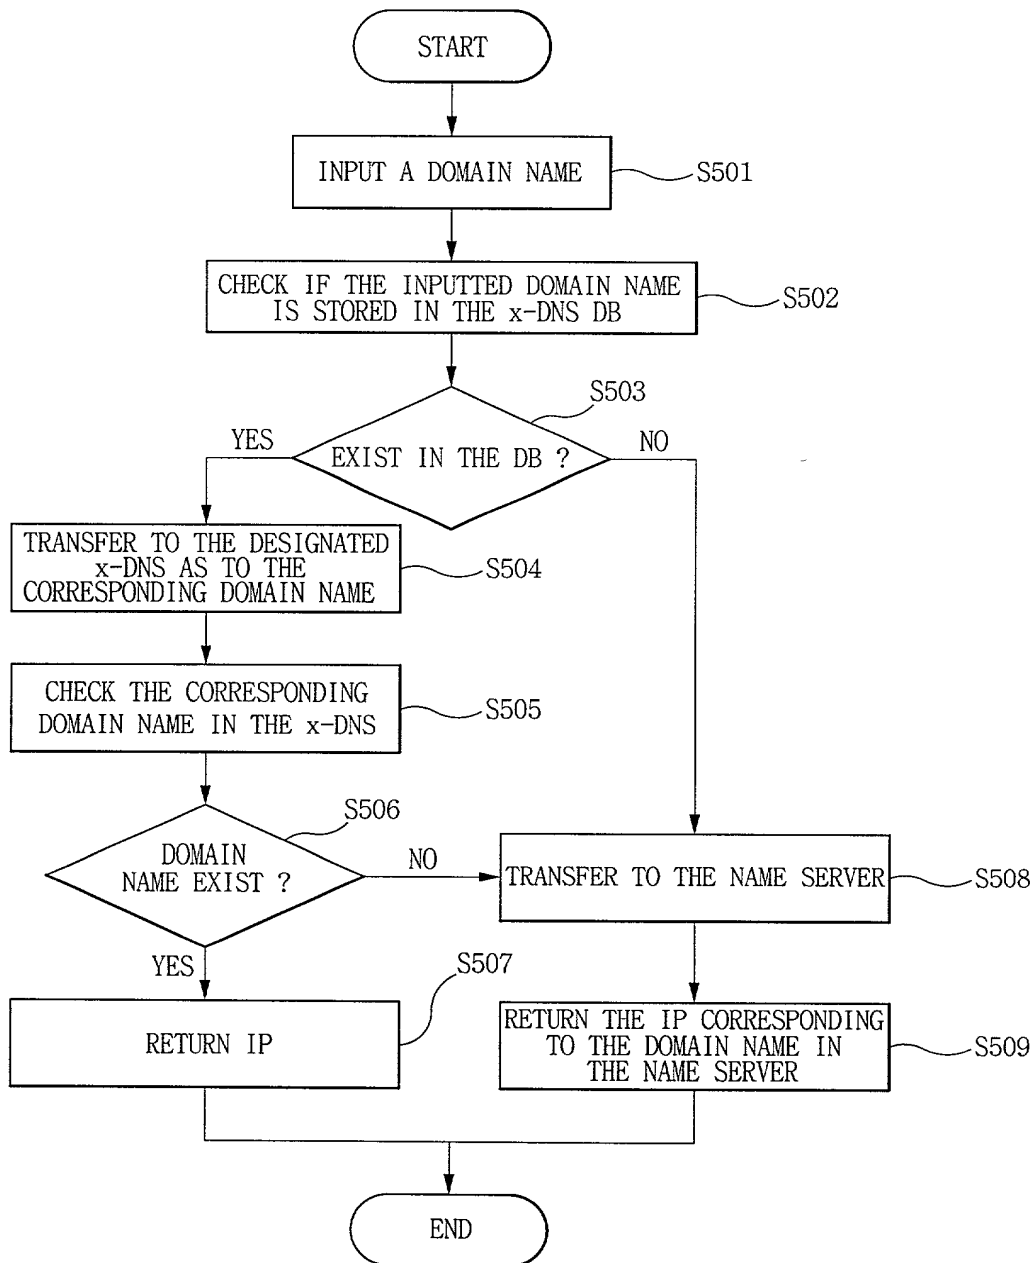 START
INPUT A DOMAIN NAME
S501
CHECK IF THE INPUTTED DOMAIN NAME
IS STORED IN THE x-DNS DB
S502
S503
YES
EXIST IN THE DB ?
NO
TRANSFER TO THE DESIGNATED
x-DNS AS TO THE
CORRESPONDING DOMAIN NAME
S504
CHECK THE CORRESPONDING
DOMAIN NAME IN THE x-DNS
S505
S506
DOMAIN
NAME EXIST ?
NO
TRANSFER TO THE NAME SERVER
S508
YES
S507
RETURN IP
RETURN THE IP CORRESPONDING
TO THE DOMAIN NAME IN
THE NAME SERVER
S509
END